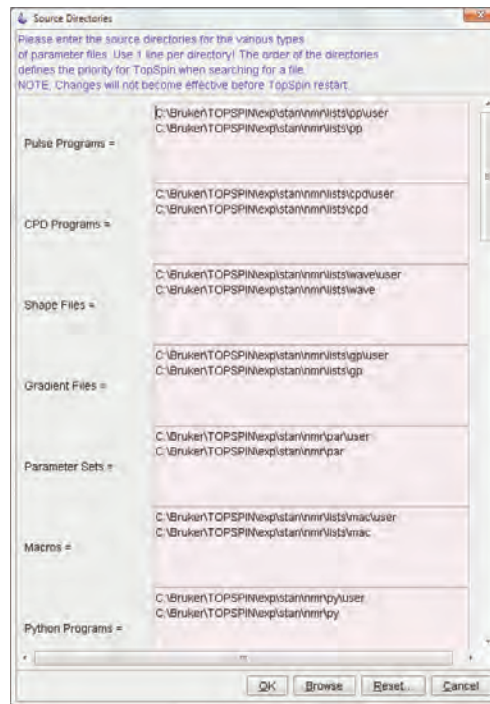 Source Directories
Please enter the source directories for the various types
of parameter files. Use 1 line per directory! The order of the directories
defines the priority for TopSpin when searching for a file.
NOTE, Changes will not become effective before TopSpin restart.
Pulse Programs =
C:\Bruker\TOPSPIN\exp\stan\nmr\lists\pp\user
C:\Bruker\TOPSPIN\exp\stan\nmr\lists\pp
CPD Programs =
C:\Bruker\TOPSPIN\exp\stan\nmr\lists\cpd\user
C:\Bruker\TOPSPIN\exp\stan\nmr\lists\cpd
Shape Files =
C:\Bruker\TOPSPIN\exp\stan\nmr\lists\wave\user
C:\Bruker\TOPSPIN\exp\stan\nmr\lists\wave
Gradient Files =
C:\Bruker\TOPSPIN\exp\stan\nmr\lists\gp\user
C:\Bruker\TOPSPIN\exp\stan\nmr\lists\gp
Parameter Sets =
C:\Bruker\TOPSPIN\exp\stan\nmr\par\user
C:\Bruker\TOPSPIN\exp\stan\nmr\par
Macros =
C:\Bruker\TOPSPIN\exp\stan\nmr\lists\mac\user
C:\Bruker\TOPSPIN\exp\stan\nmr\lists\mac
Python Programs =
C:\Bruker\TOPSPIN\exp\stan\nmr\py\user
C:\Bruker\TOPSPIN\exp\stan\nmr\py
OK Browse Reset... Cancel